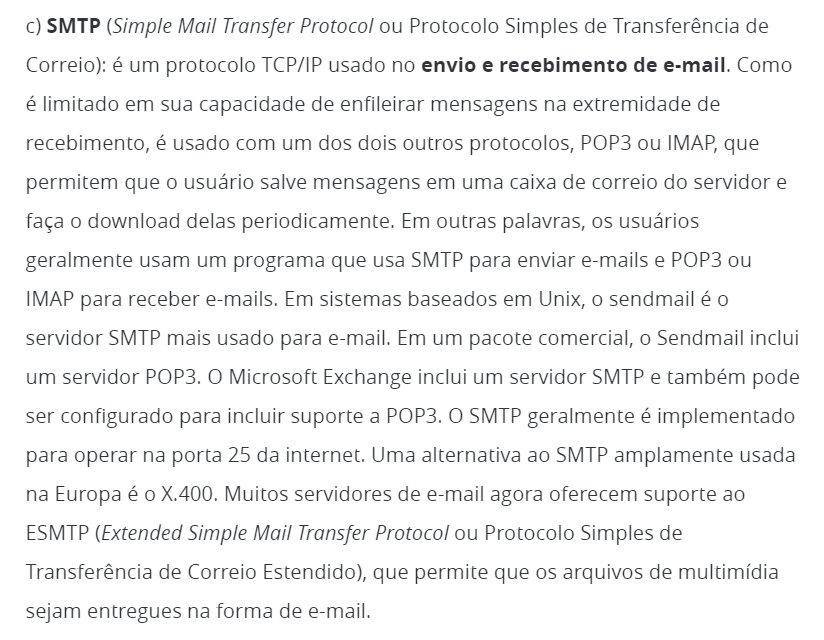 c) SMTP (Simple Mail Transfer Protocol ou Protocolo Simples de Transferência de
Correio): é um protocolo TCP/IP usado no envio e recebimento de e-mail. Como
é limitado em sua capacidade de enfileirar mensagens na extremidade de
recebimento, é usado com um dos dois outros protocolos, POP3 ou IMAP, que
permitem que o usuário salve mensagens em uma caixa de correio do servidor e
faça o download delas periodicamente. Em outras palavras, os usuários
geralmente usam um programa que usa SMTP para enviar e-mails e POP3 ou
IMAP para receber e-mails. Em sistemas baseados em Unix, o sendmail é o
servidor SMTP mais usado para e-mail. Em um pacote comercial, o Sendmail inclui
um servidor POP3. O Microsoft Exchange inclui um servidor SMTP e também pode
ser configurado para incluir suporte a POP3. O SMTP geralmente é implementado
para operar na porta 25 da internet. Uma alternativa ao SMTP amplamente usada
na Europa é o X.400. Muitos servidores de e-mail agora oferecem suporte ao
ESMTP (Extended Simple Mail Transfer Protocol ou Protocolo Simples de
Transferência de Correio Estendido), que permite que os arquivos de multimídia
sejam entregues na forma de e-mail.